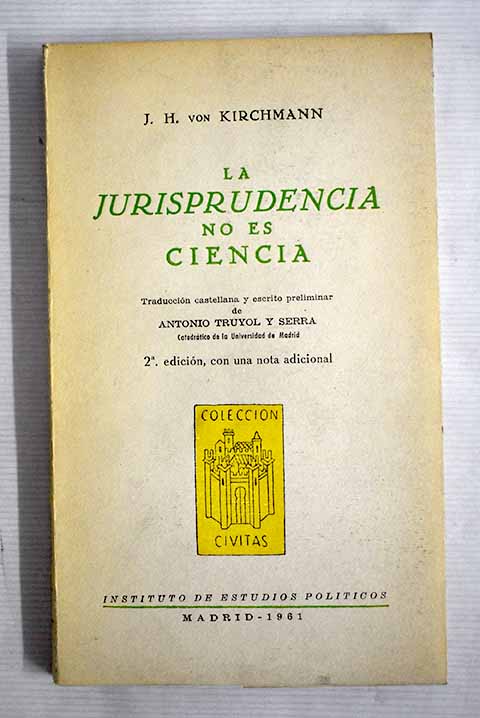 J. H. VON KIRCHMANN
LA
JURISPRUDENCIA
NO ES
CIENCIA
Traducción castellana y escrito preliminar
de
ANTONIO TRUYOL Y SERRA
Catedrático de la Universidad de Madrid
2ª. edición, con una nota adicional
COLECCION
CIVITAS
INSTITUTO DE ESTUDIOS POLITICOS
MADRID - 1961